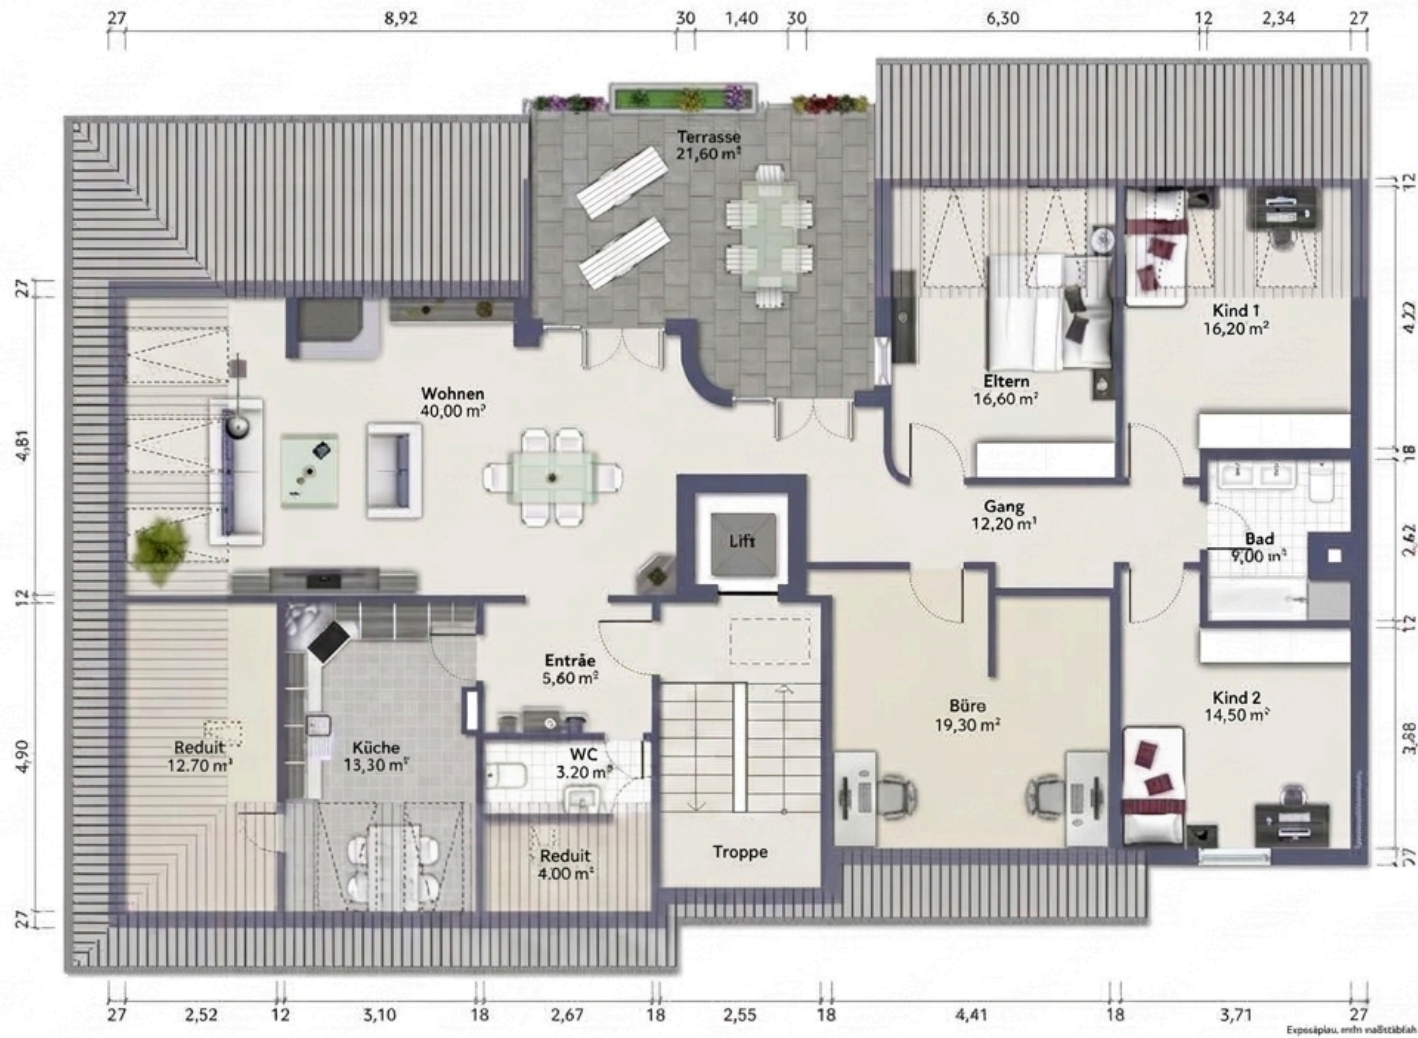 27 8,92 30 1,40 30 6,30 12 2,34 27
Terrasse
21,60 m²
12
27
Kind 1
16,20 m²
4,22
Eltern
16,60 m²
Wohnen
40,00 m²
4,81
18
Gang
12,20 m¹
Lift
Bad
9,00 m²
2,62
12
12
Entråe
5,60 m²
Reduit
12.70 m³
Küche
13,30 m²
WC
3.20 m²
Büro
19,30 m²
Kind 2
14,50 m²
3,88
4,90
Reduit
4.00 m²
Troppe
27
27
27 2,52 12 3,10 18 2,67 18 2,55 18 4,41 18 3,71 27